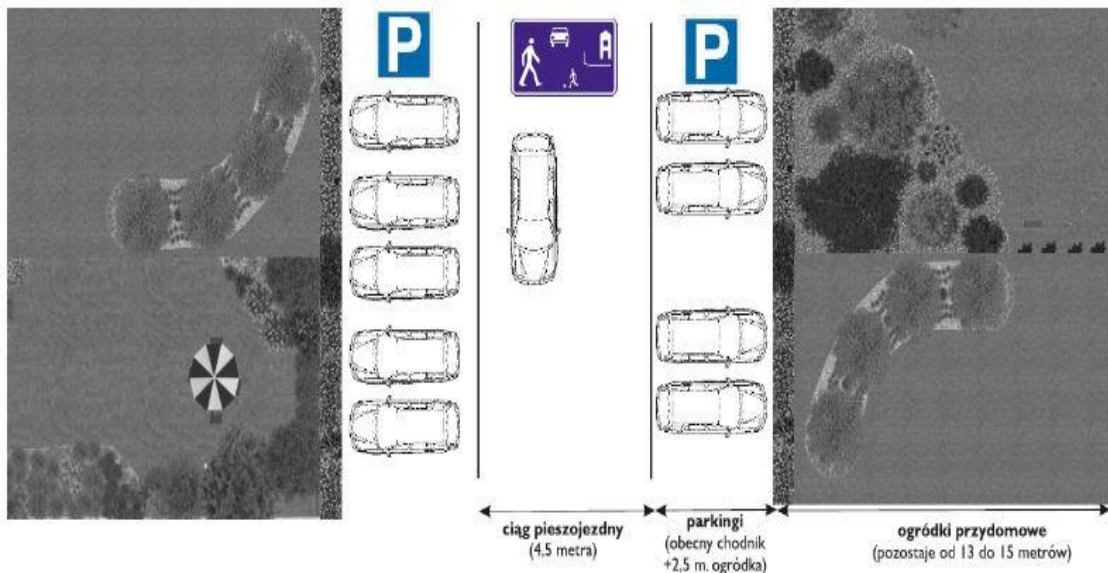 P
P
ciąg pieszojezdny
(4,5 metra)
parkingi
(obecny chodnik
+2,5 m. ogródka)
ogródki przydomowe
(pozostaje od 13 do 15 metrów)